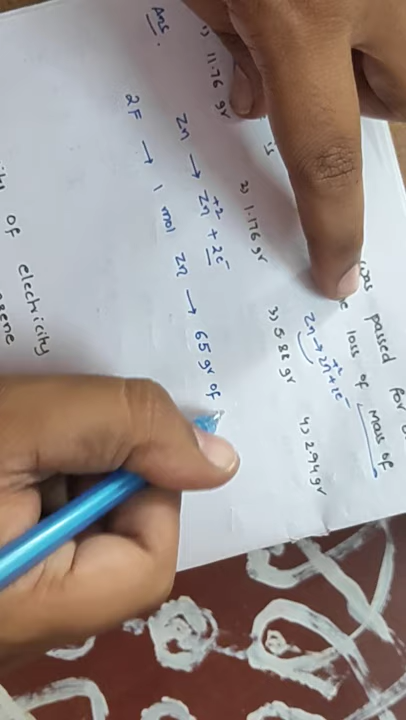 was passed for
loss of mass of
Zn → Zn+2 + 2e-
is
1) 11.76 gr 2) 1.176 gr 3) 5.88 gr 4) 2.94 gr
Ans.
Zn → Zn+2 + 2e-
2F → 1 mol Zn → 65 gr of
of electricity